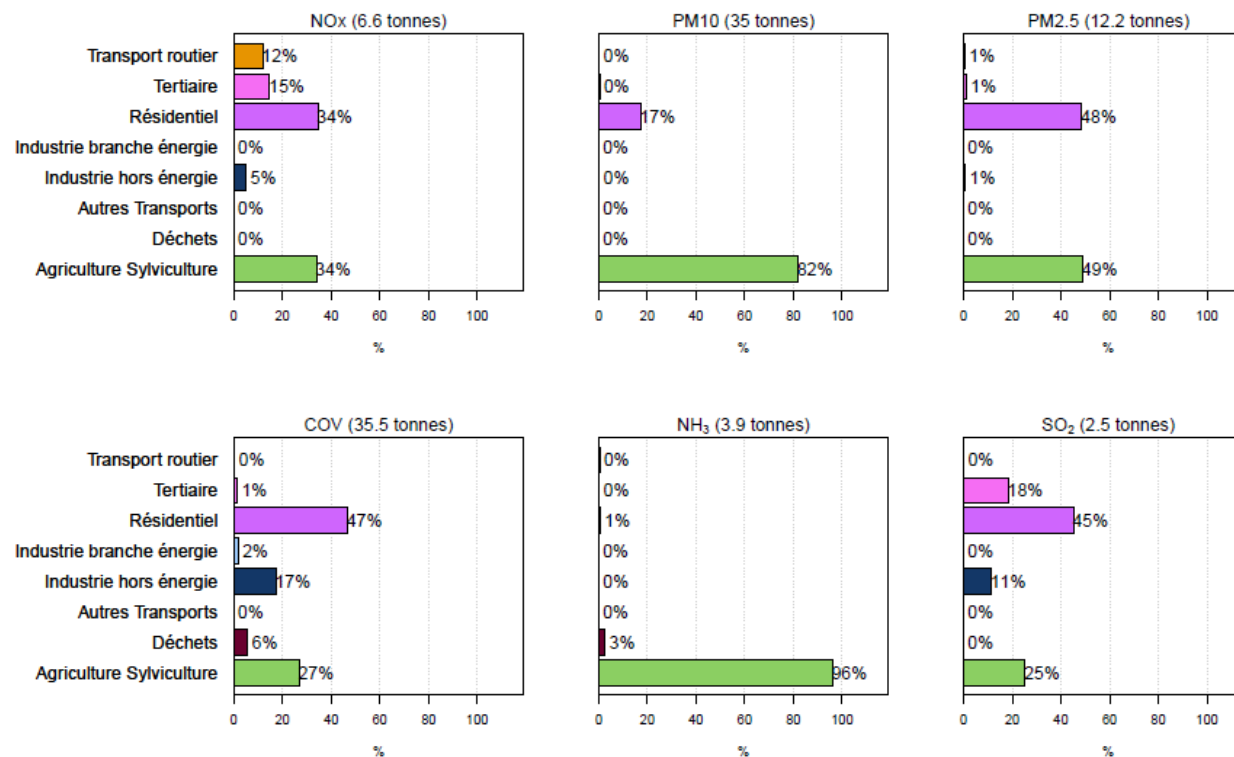 NOx (6.6 tonnes)
PM10 (35 tonnes)
PM2.5 (12.2 tonnes)
Transport routier 12% 0% 1%
Tertiaire 15% 0% 1%
Résidentiel 34% 17% 48%
Industrie branche énergie 0% 0% 0%
Industrie hors énergie 5% 0% 1%
Autres Transports 0% 0% 0%
Déchets 0% 0% 0%
Agriculture Sylviculture 34% 82% 49%
0 20 40 60 80 100 0 20 40 60 80 100 0 20 40 60 80 100
% % %
COV (35.5 tonnes)
NH₃ (3.9 tonnes)
SO₂ (2.5 tonnes)
Transport routier 0% 0% 0%
Tertiaire 1% 0% 18%
Résidentiel 47% 1% 45%
Industrie branche énergie 2% 0% 0%
Industrie hors énergie 17% 0% 11%
Autres Transports 0% 0% 0%
Déchets 6% 3% 0%
Agriculture Sylviculture 27% 96% 25%
0 20 40 60 80 100 0 20 40 60 80 100 0 20 40 60 80 100
% % %